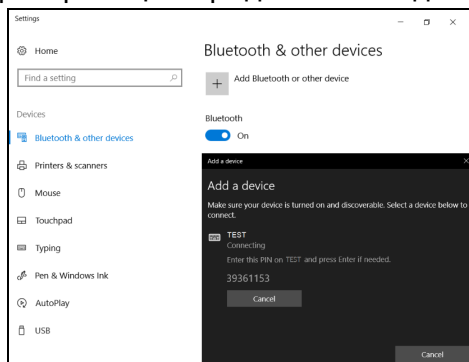 Settings
Home
Find a setting
Devices
Bluetooth & other devices
Printers & scanners
Mouse
Touchpad
Typing
Pen & Windows Ink
AutoPlay
USB
Bluetooth & other devices
Add Bluetooth or other device
Bluetooth
On
Add a device
Add a device
Make sure your device is turned on and discoverable. Select a device below to
connect.
TEST
Connecting
Enter this PIN on TEST and press Enter if needed.
39361153
Cancel
Cancel